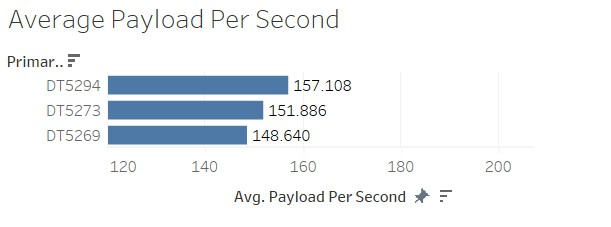 Average Payload Per Second
Primar..
DT5294 157.108
DT5273 151.886
DT5269 148.640
120 140 160 180 200
Avg. Payload Per Second